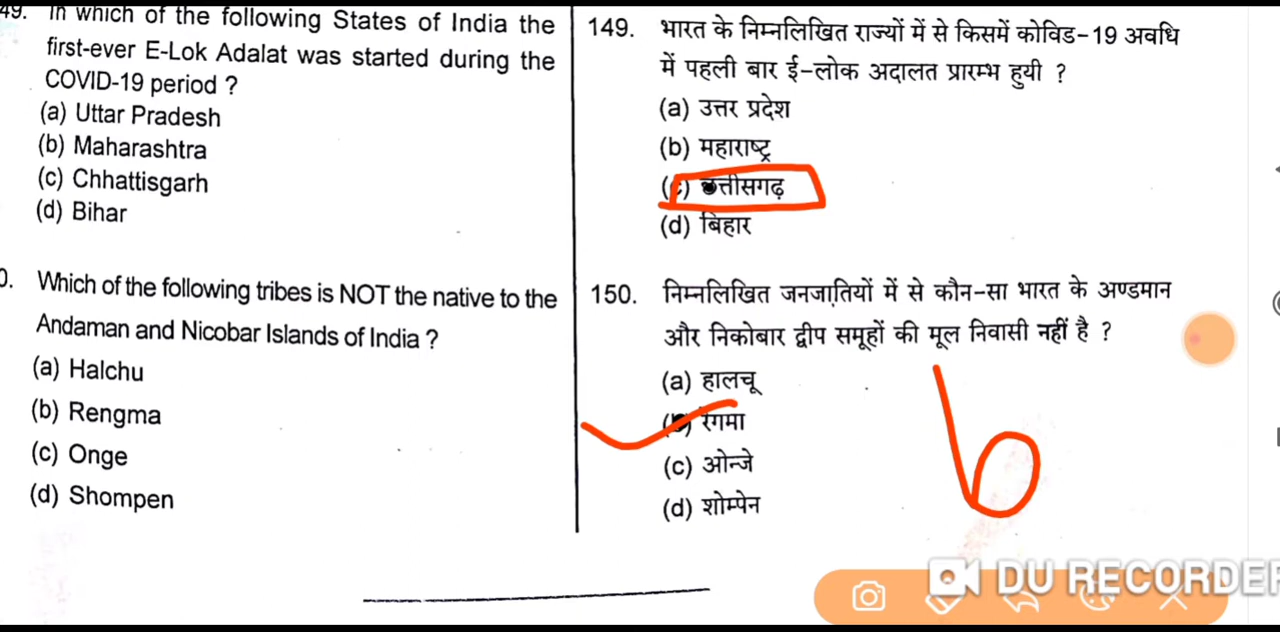 49. In which of the following States of India the
first-ever E-Lok Adalat was started during the
COVID-19 period ?
(a) Uttar Pradesh
(b) Maharashtra
(c) Chhattisgarh
(d) Bihar
0. Which of the following tribes is NOT the native to the
Andaman and Nicobar Islands of India ?
(a) Halchu
(b) Rengma
(c) Onge
(d) Shompen
149. भारत के निम्नलिखित राज्यों में से किसमें कोविड-19 अवधि
में पहली बार ई-लोक अदालत प्रारम्भ हुयी ?
(a) उत्तर प्रदेश
(b) महाराष्ट्र
(c) छत्तीसगढ़
(d) बिहार
150. निम्नलिखित जनजातियों में से कौन-सा भारत के अण्डमान
और निकोबार द्वीप समूहों की मूल निवासी नहीं है ?
(a) हालचू
(b) रेंगमा
(c) ओन्जे
(d) शोम्पेन
b
DU RECORDER